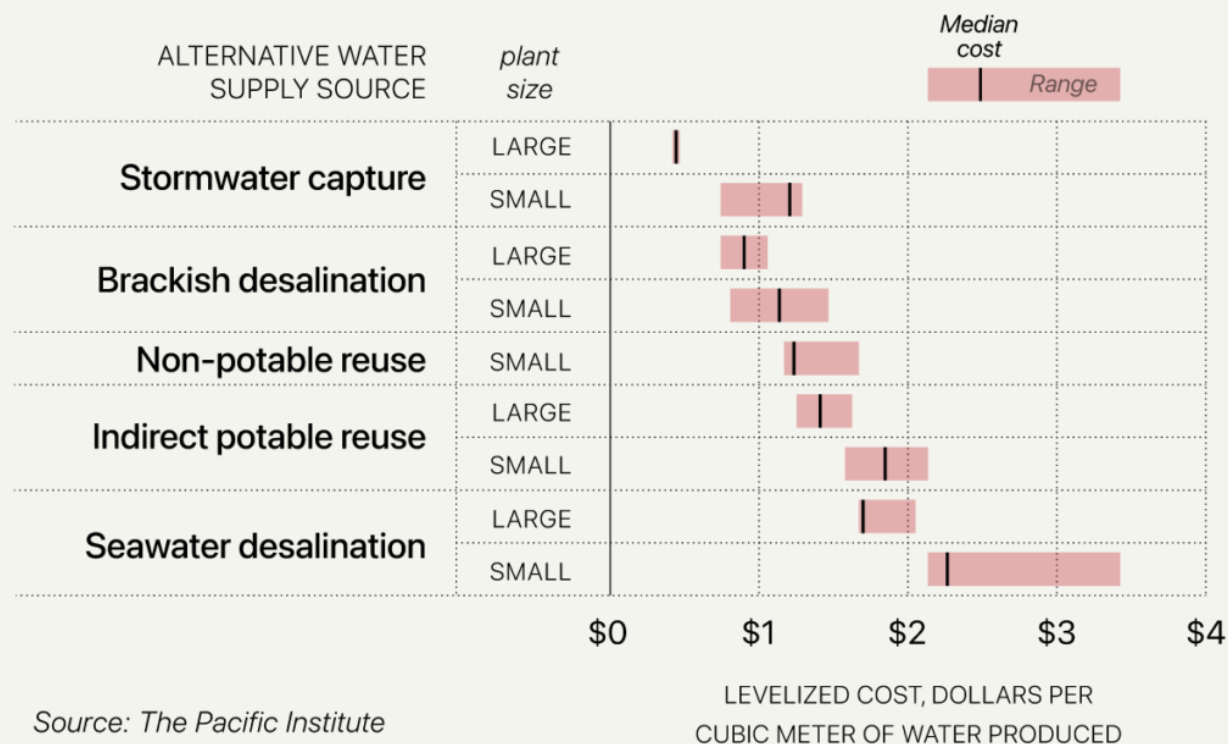 ALTERNATIVE WATER
SUPPLY SOURCE
plant
size
Median
cost
Range
Stormwater capture
LARGE
SMALL
Brackish desalination
LARGE
SMALL
Non-potable reuse
SMALL
Indirect potable reuse
LARGE
SMALL
Seawater desalination
LARGE
SMALL
$0 $1 $2 $3 $4
LEVELIZED COST, DOLLARS PER
CUBIC METER OF WATER PRODUCED
Source: The Pacific Institute